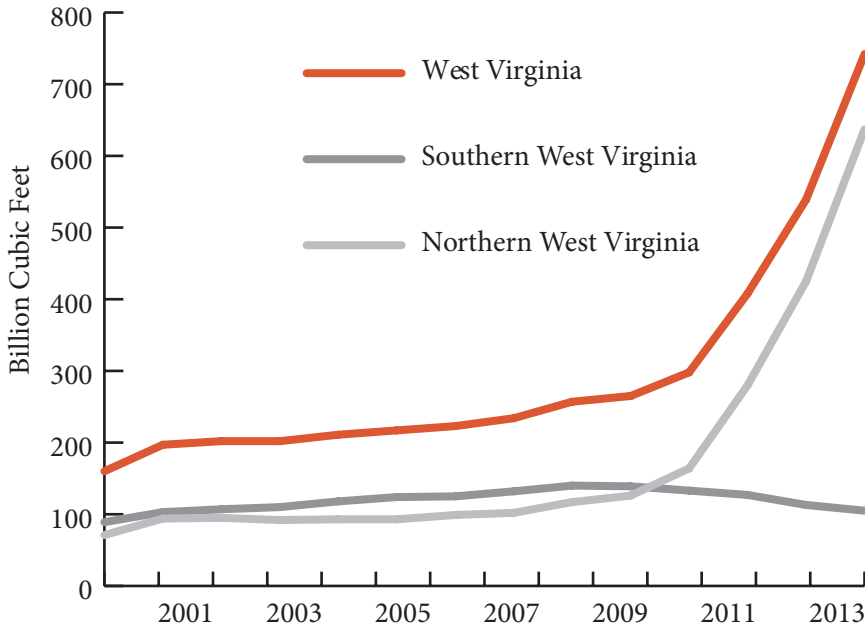 800
700
600
500
400
300
200
100
0
Billion Cubic Feet
West Virginia
Southern West Virginia
Northern West Virginia
2001 2003 2005 2007 2009 2011 2013